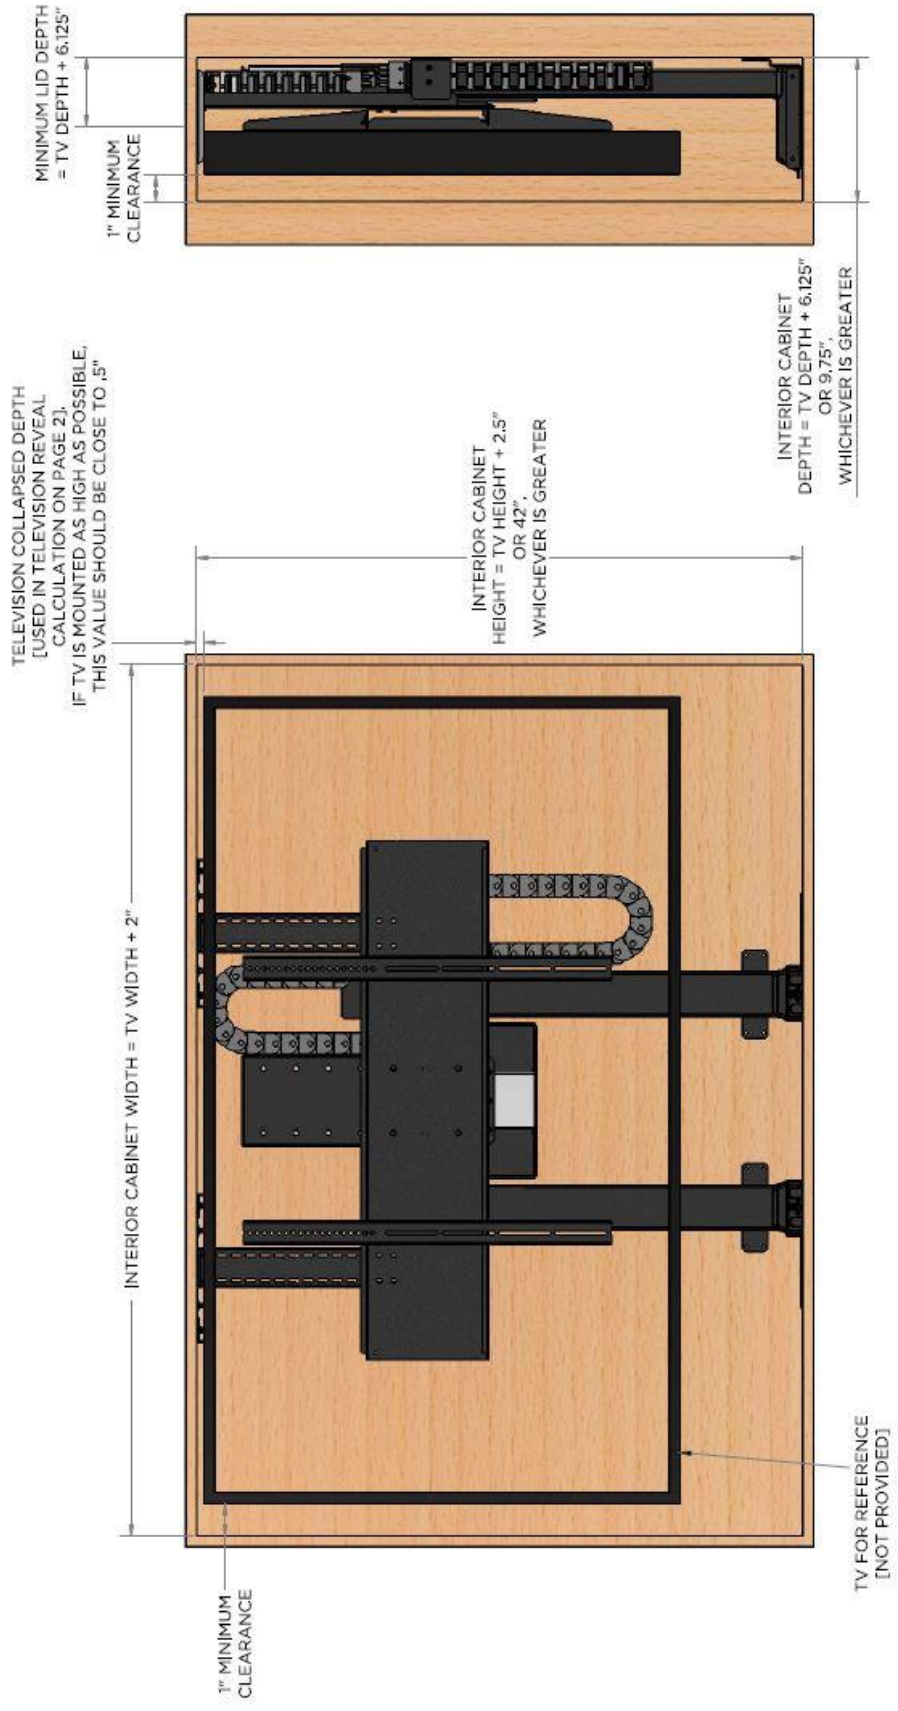 1" MINIMUM
CLEARANCE
INTERIOR CABINET WIDTH = TV WIDTH + 2"
TELEVISION COLLAPSED DEPTH
[USED IN TELEVISION REVEAL
CALCULATION ON PAGE 2].
IF TV IS MOUNTED AS HIGH AS POSSIBLE,
THIS VALUE SHOULD BE CLOSE TO .5"
MINIMUM LID DEPTH
= TV DEPTH + 6.125"
1" MINIMUM
CLEARANCE
INTERIOR CABINET
HEIGHT = TV HEIGHT + 2.5"
OR 42",
WHICHEVER IS GREATER
INTERIOR CABINET
DEPTH = TV DEPTH + 6.125"
OR 9.75",
WHICHEVER IS GREATER
TV FOR REFERENCE
[NOT PROVIDED]